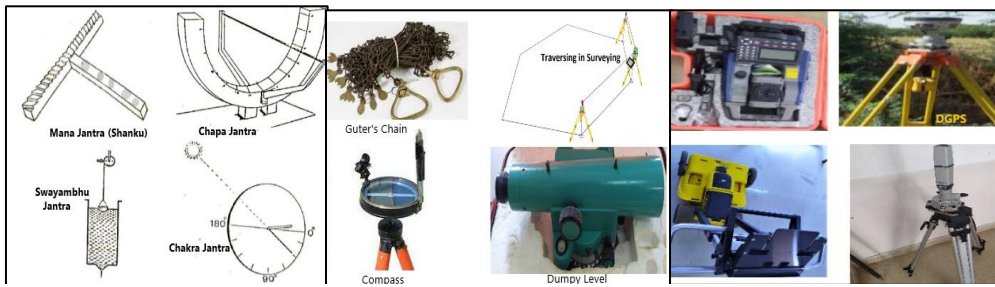 Mana Jantra (Shanku)
Chapa Jantra
Swayambhu
Jantra
180°
0°
90°
Chakra Jantra
Guter's Chain
Traversing in Surveying
Compass
Dumpy Level
DGPS